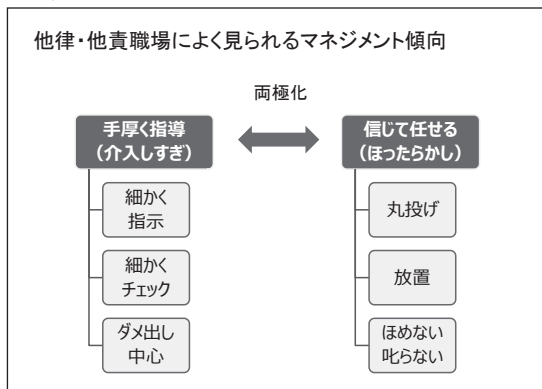 他律・他責職場によく見られるマネジメント傾向
両極化
手厚く指導
（介入しすぎ）
細かく
指示
細かく
チェック
ダメ出し
中心
信じて任せる
（ほったらかし）
丸投げ
放置
ほめない
叱らない